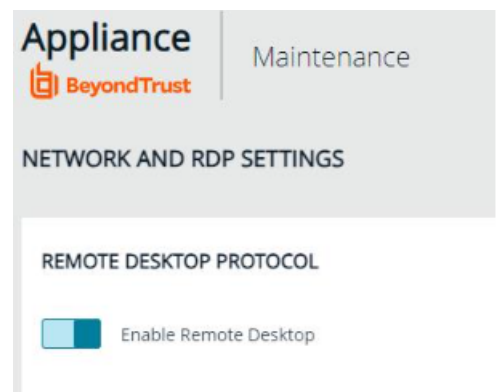 Appliance
BeyondTrust
Maintenance
NETWORK AND RDP SETTINGS
REMOTE DESKTOP PROTOCOL
Enable Remote Desktop